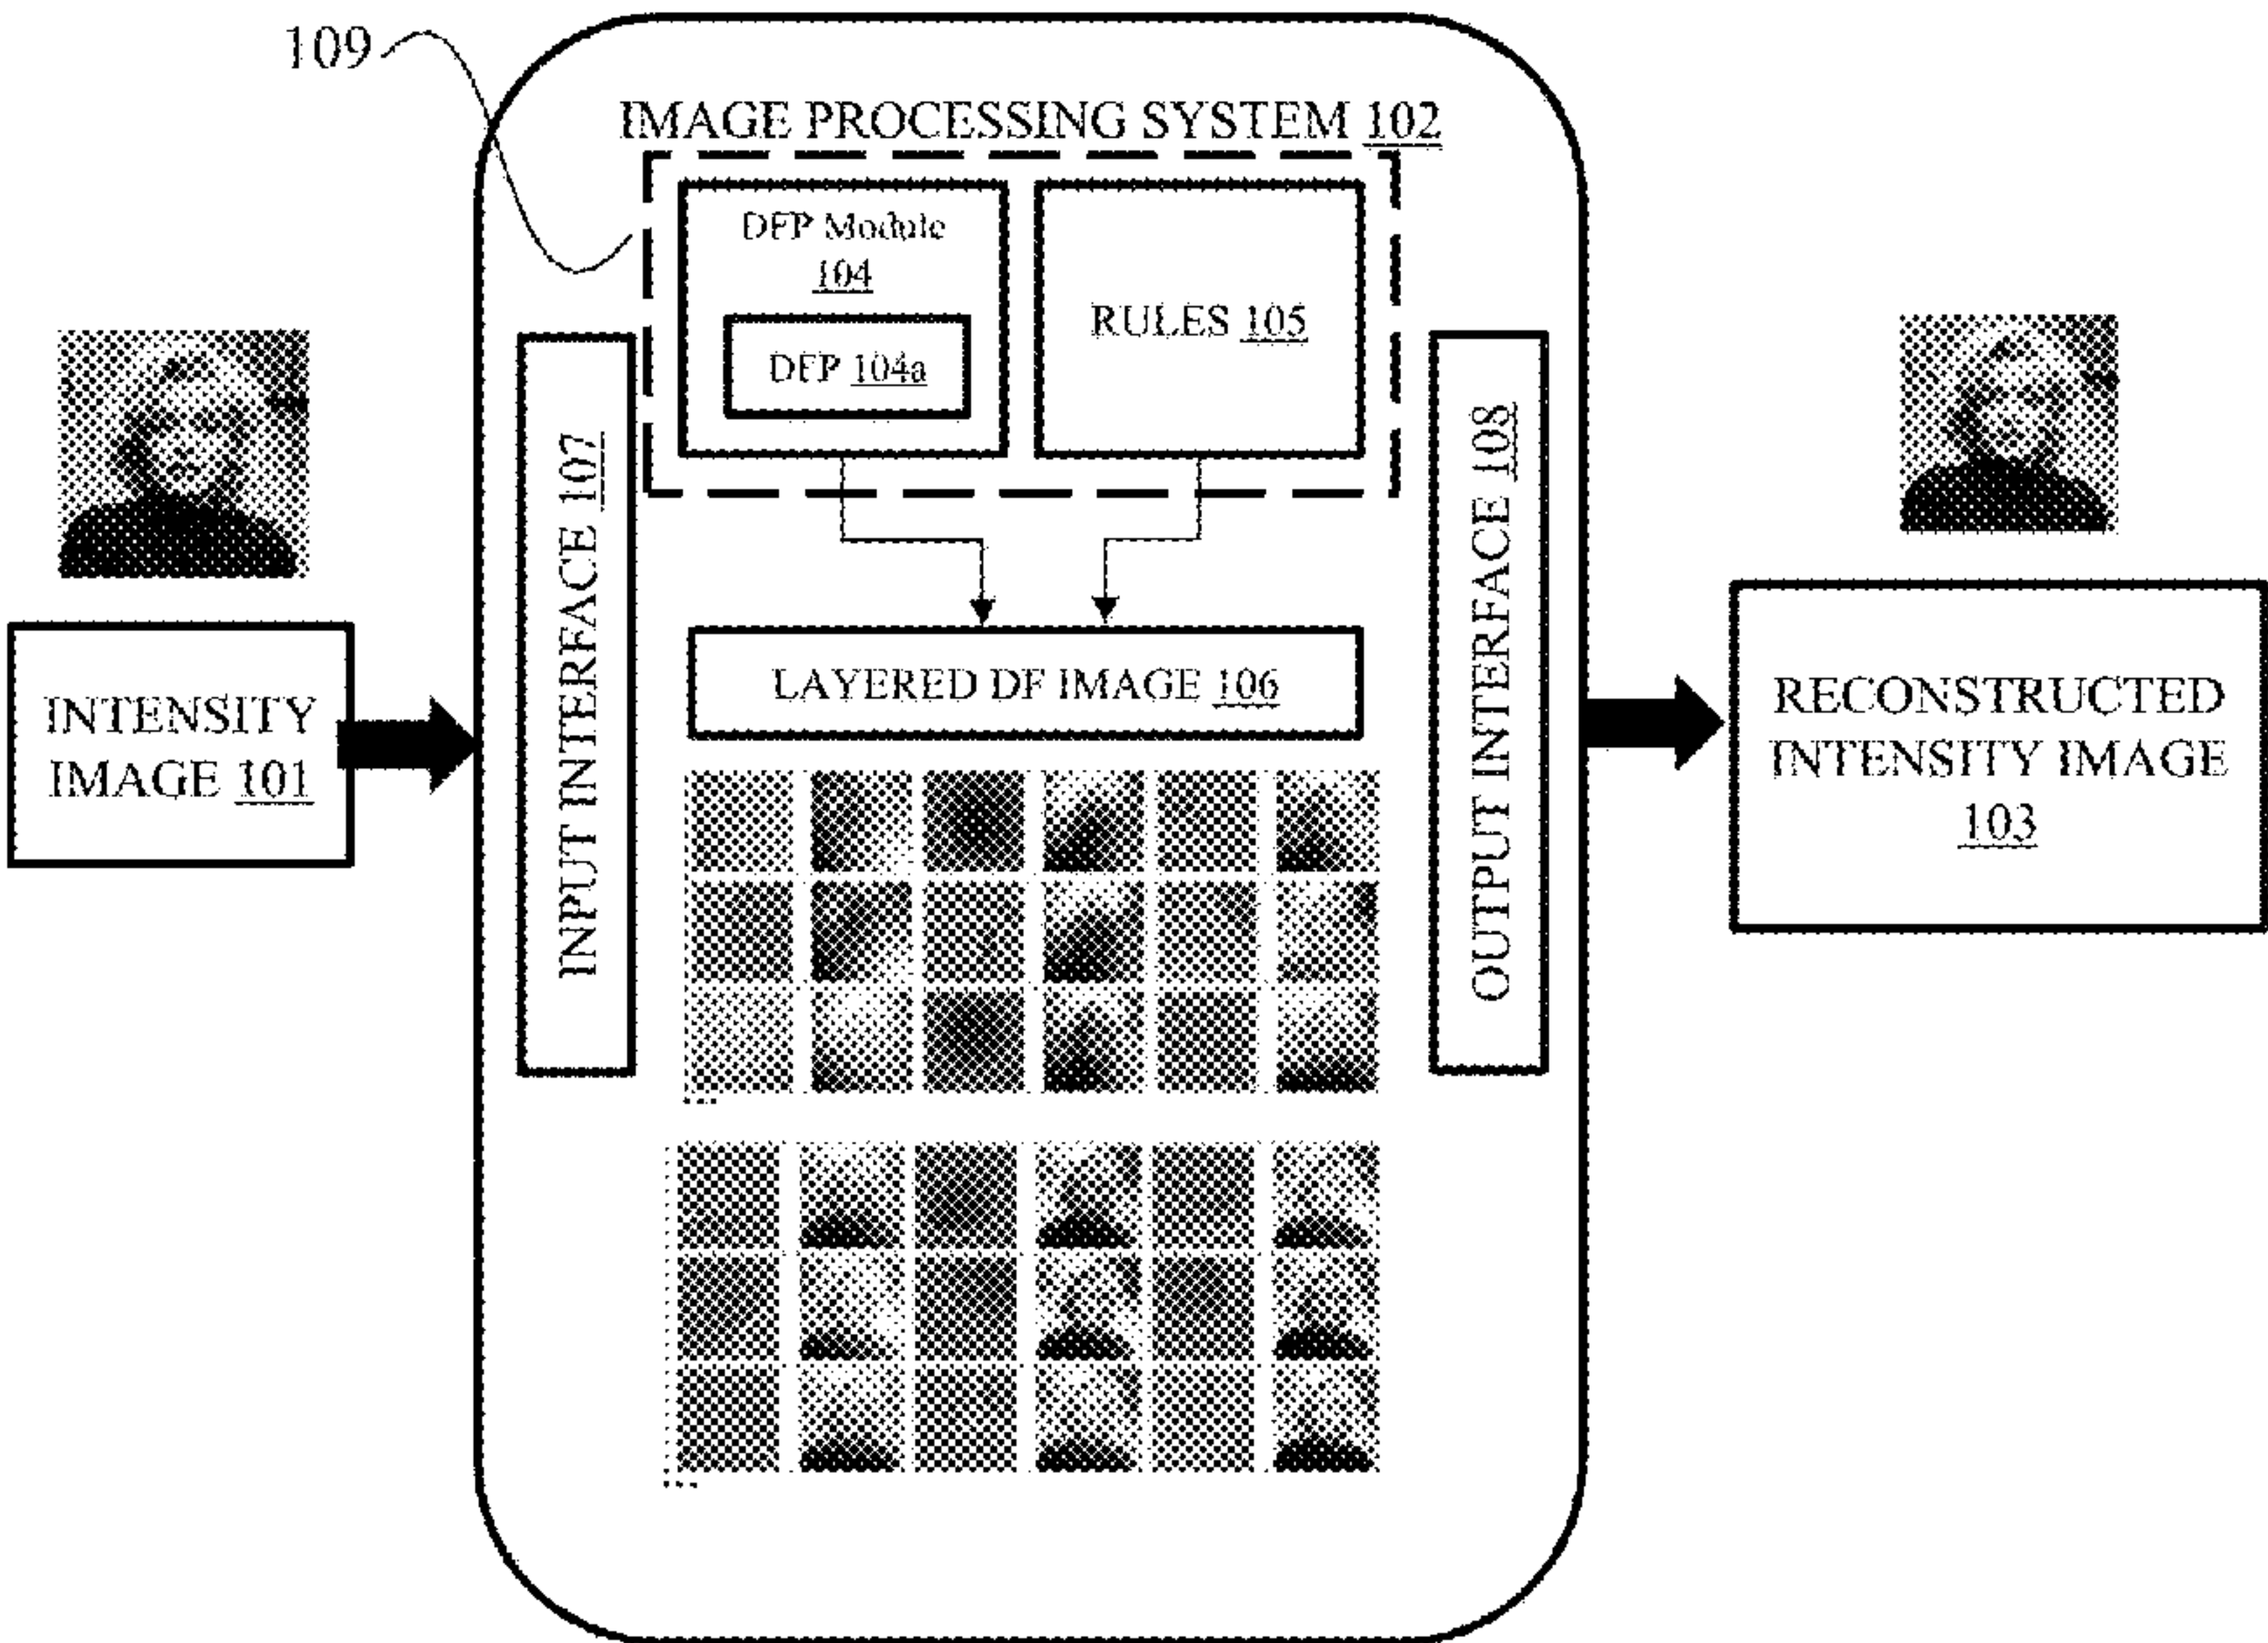 109
IMAGE PROCESSING SYSTEM 102
DFP Module
104
DFP 104a
RULES 105
INPUT INTERFACE 107
OUTPUT INTERFACE 108
LAYERED DF IMAGE 106
INTENSITY
IMAGE 101
RECONSTRUCTED
INTENSITY IMAGE
103